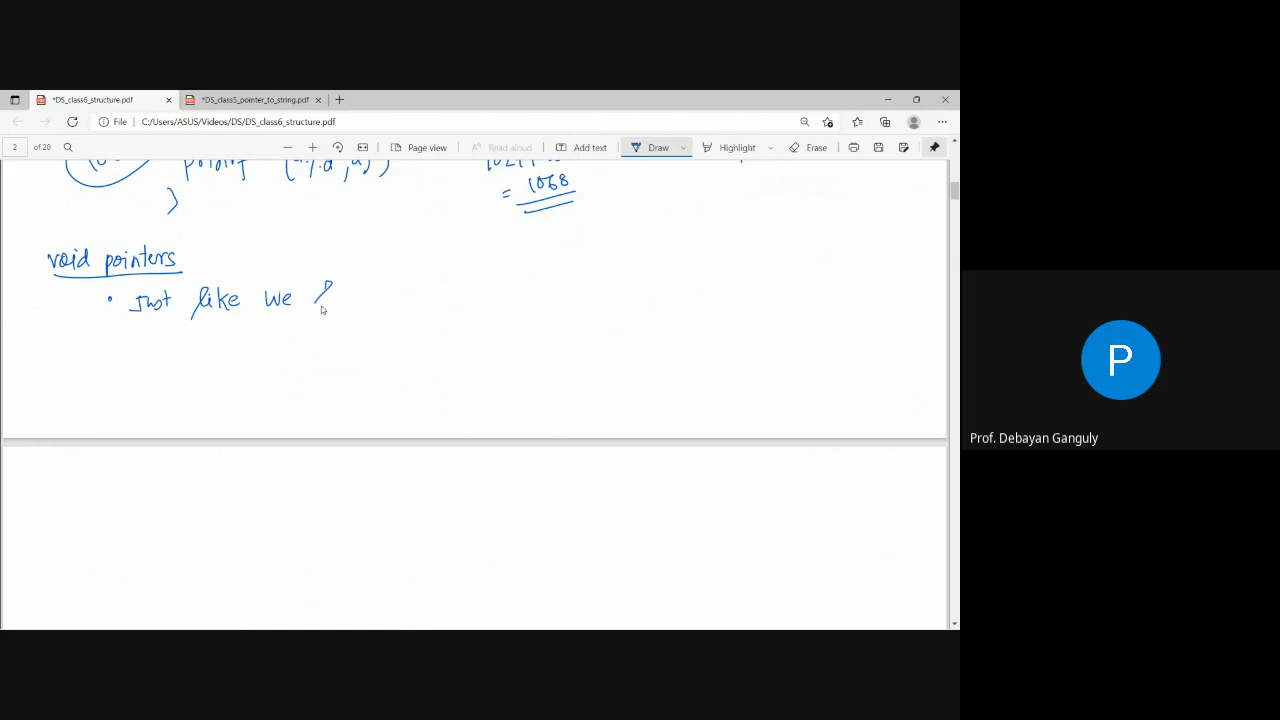 *DS_class6_structure.pdf
*DS_class5_pointer_to_string.pdf
File C:/Users/ASUS/Videos/DS/DS_class6_structure.pdf
2 of 20 Page view Read aloud Add text Draw Highlight Erase
= 1068
}
void pointers
• Just like we
P
Prof. Debayan Ganguly